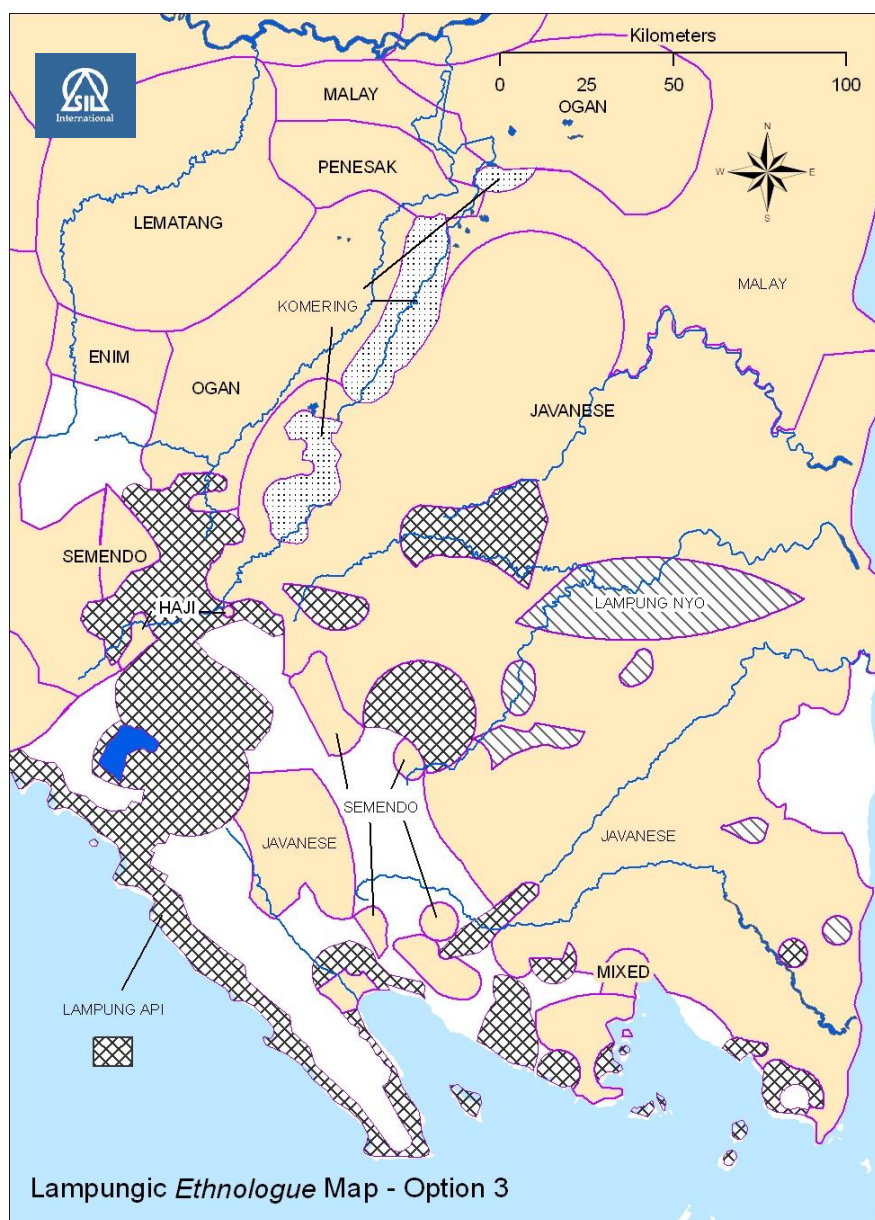 Kilometers
0 25 50 100
SIL
International
MALAY
OGAN
N
W E
S
PENESAK
LEMATANG
MALAY
KOMERING
ENIM
OGAN
JAVANESE
SEMENDO
HAJI
LAMPUNG NYO
SEMENDO
JAVANESE
JAVANESE
MIXED
LAMPUNG API
Lampungic Ethnologue Map - Option 3